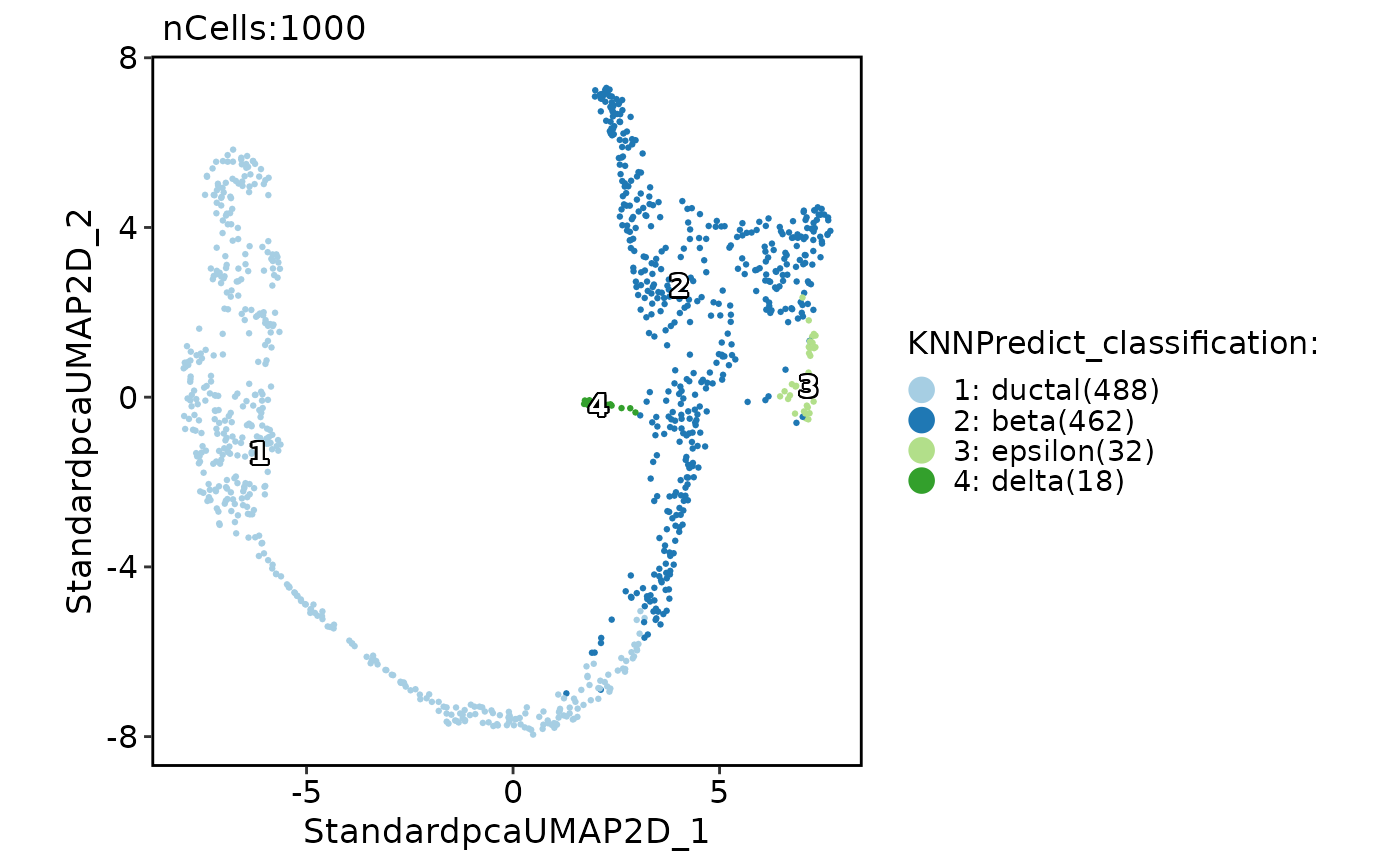 nCells:1000
8
4
0
-4
-8
StandardpcaUMAP2D_2
1
2
3
4
-5
0
5
StandardpcaUMAP2D_1
KNNPredict_classification:
1: ductal(488)
2: beta(462)
3: epsilon(32)
4: delta(18)